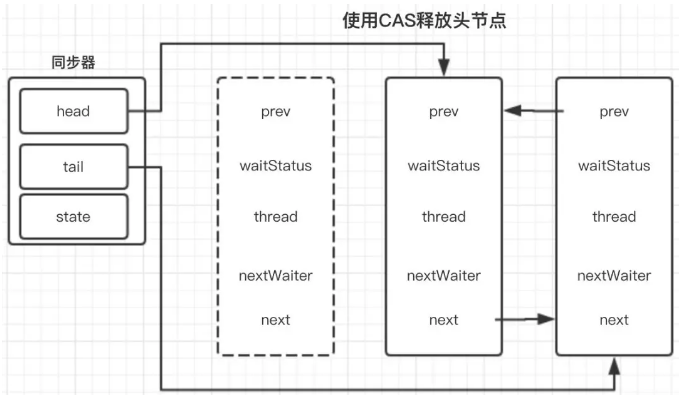 使用CAS释放头节点
同步器
head
tail
state
prev
waitStatus
thread
nextWaiter
next
prev
waitStatus
thread
nextWaiter
next
prev
waitStatus
thread
nextWaiter
next